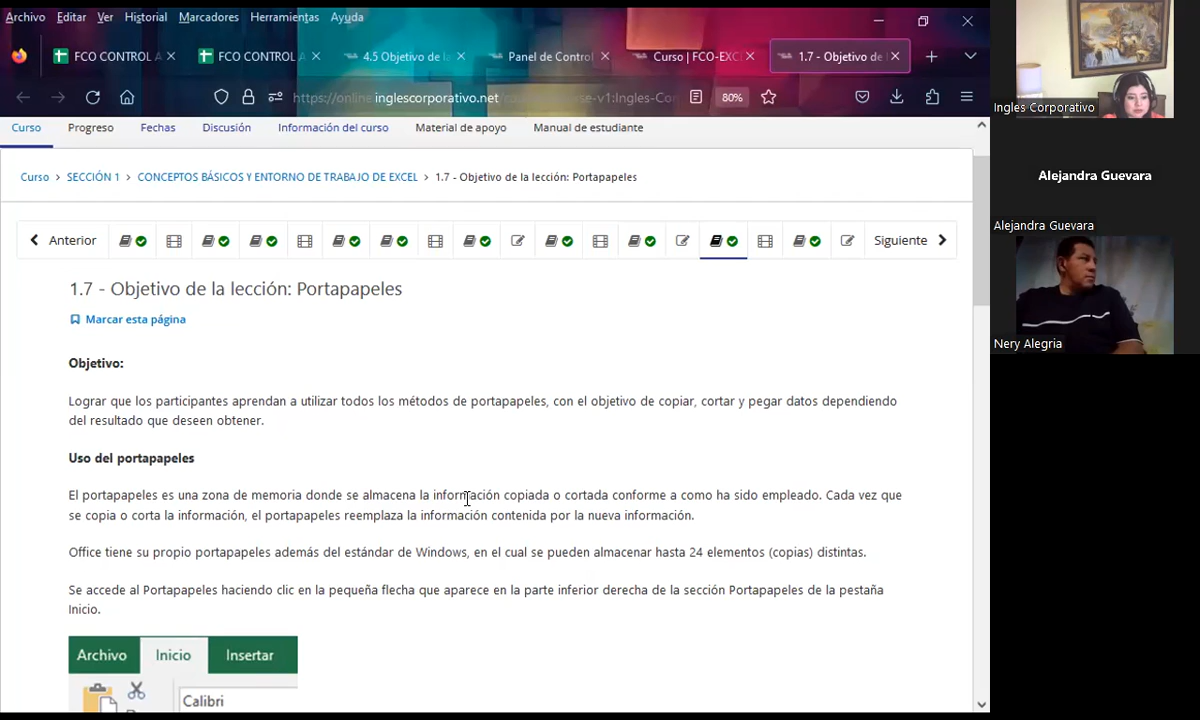 Archivo Editar Ver Historial Marcadores Herramientas Ayuda
FCO CONTROL A
FCO CONTROL A
4.5 Objetivo de la
Panel de Control
Curso | FCO-EXC
1.7 - Objetivo de
https://online.inglescorporativo.net
80%
Curso Progreso Fechas Discusión Información del curso Material de apoyo Manual de estudiante
Curso > SECCIÓN 1 > CONCEPTOS BÁSICOS Y ENTORNO DE TRABAJO DE EXCEL > 1.7 - Objetivo de la lección: Portapapeles
Anterior
Siguiente
1.7 - Objetivo de la lección: Portapapeles
Marcar esta página
Objetivo:
Lograr que los participantes aprendan a utilizar todos los métodos de portapapeles, con el objetivo de copiar, cortar y pegar datos dependiendo
del resultado que deseen obtener.
Uso del portapapeles
El portapapeles es una zona de memoria donde se almacena la información copiada o cortada conforme a como ha sido empleado. Cada vez que
se copia o corta la información, el portapapeles reemplaza la información contenida por la nueva información.
Office tiene su propio portapapeles además del estándar de Windows, en el cual se pueden almacenar hasta 24 elementos (copias) distintas.
Se accede al Portapapeles haciendo clic en la pequeña flecha que aparece en la parte inferior derecha de la sección Portapapeles de la pestaña
Inicio.
Archivo Inicio Insertar
Calibri
Ingles Corporativo
Alejandra Guevara
Alejandra Guevara
Nery Alegria